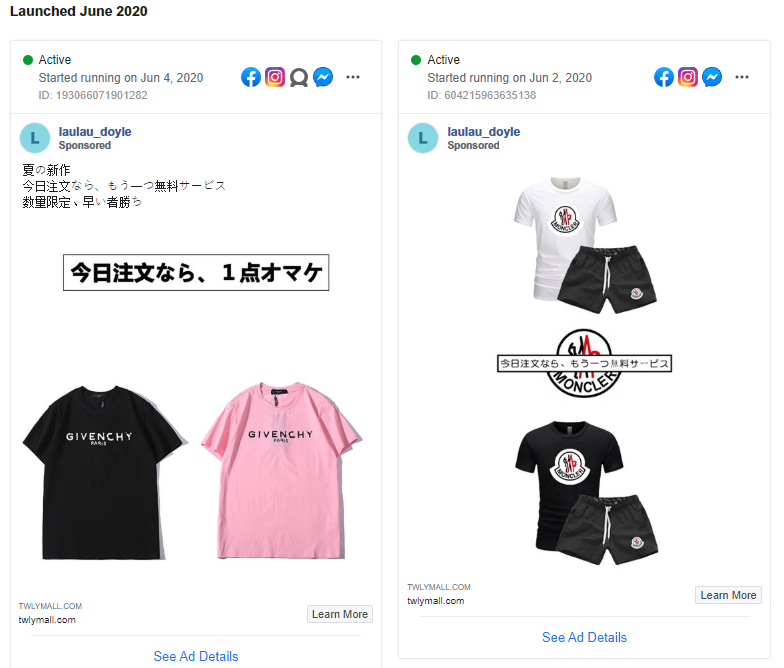 Launched June 2020
Active
Started running on Jun 4, 2020
ID: 193066071901282
L
laulau_doyle
Sponsored
夏の新作
今日注文なら、もう一つ無料サービス
数量限定、早い者勝ち
今日注文なら、１点オマケ
GIVENCHY
PARIS
GIVENCHY
PARIS
TWLYMALL.COM
twlymall.com
Learn More
See Ad Details
Active
Started running on Jun 2, 2020
ID: 604215963635138
L
laulau_doyle
Sponsored
MONCLER
今日注文なら、もう一つ無料サービス
MONCLER
MONCLER
TWLYMALL.COM
twlymall.com
Learn More
See Ad Details